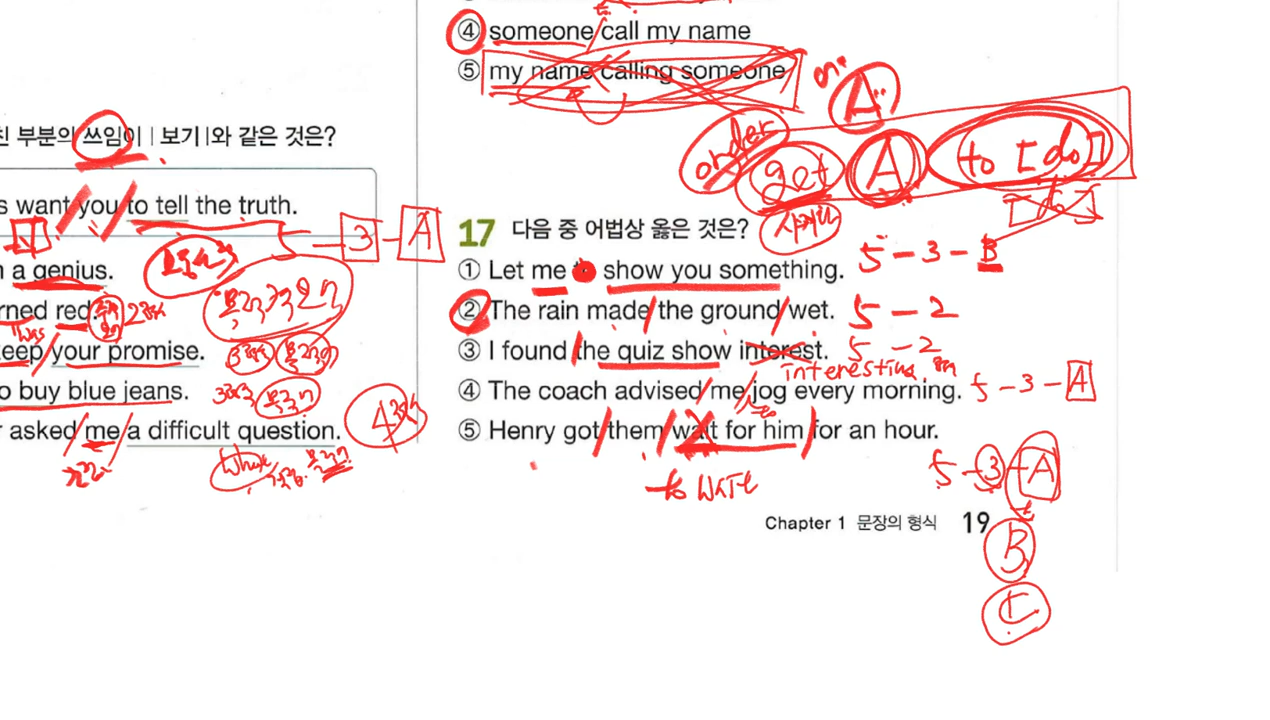 ④ someone call my name
⑤ my name calling someone
친 부분의 쓰임이 | 보기 |와 같은 것은?
s want you to tell the truth.
5 - 3 - A
a genius.
rned red.
was
keep your promise.
o buy blue jeans.
r asked me a difficult question.
4형식
order
get A to [do]
A
[do]
사역
17 다음 중 어법상 옳은 것은?
① Let me show you something.
5 - 3 - B
② The rain made the ground wet.
5 - 2
③ I found the quiz show interest.
5 - 2
interesting
④ The coach advised me jog every morning.
5 - 3 - A
⑤ Henry got them wait for him for an hour.
to wait
5 - 3 - A
B
C
Chapter 1 문장의 형식 19